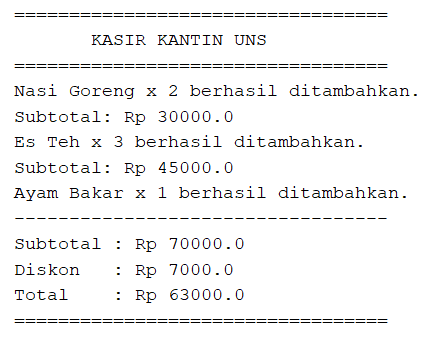 ==================================
       KASIR KANTIN UNS
==================================
Nasi Goreng x 2 berhasil ditambahkan.
Subtotal: Rp 30000.0
Es Teh x 3 berhasil ditambahkan.
Subtotal: Rp 45000.0
Ayam Bakar x 1 berhasil ditambahkan.
----------------------------------
Subtotal : Rp 70000.0
Diskon   : Rp 7000.0
Total    : Rp 63000.0
==================================